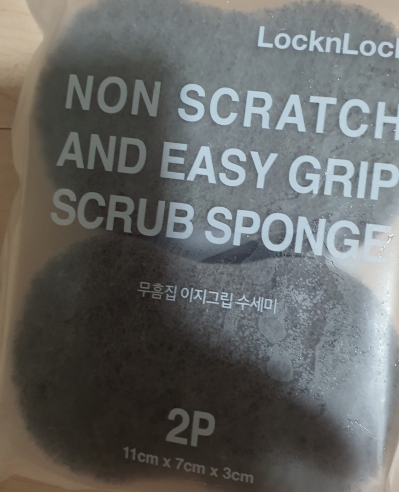 LocknLock
NON SCRATCH
AND EASY GRIP
SCRUB SPONGE
무흠집 이지그립 수세미
2P
11cm x 7cm x 3cm